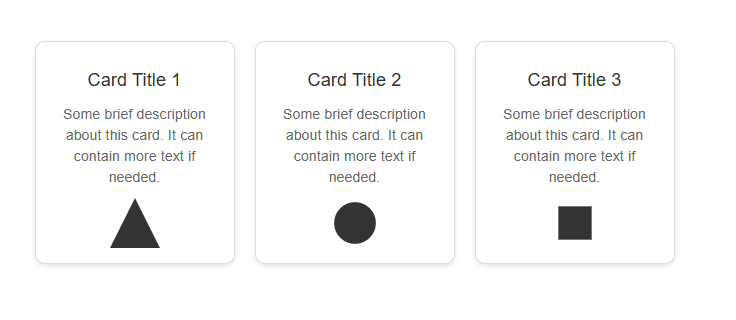 Card Title 1
Some brief description
about this card. It can
contain more text if
needed.
Card Title 2
Some brief description
about this card. It can
contain more text if
needed.
Card Title 3
Some brief description
about this card. It can
contain more text if
needed.